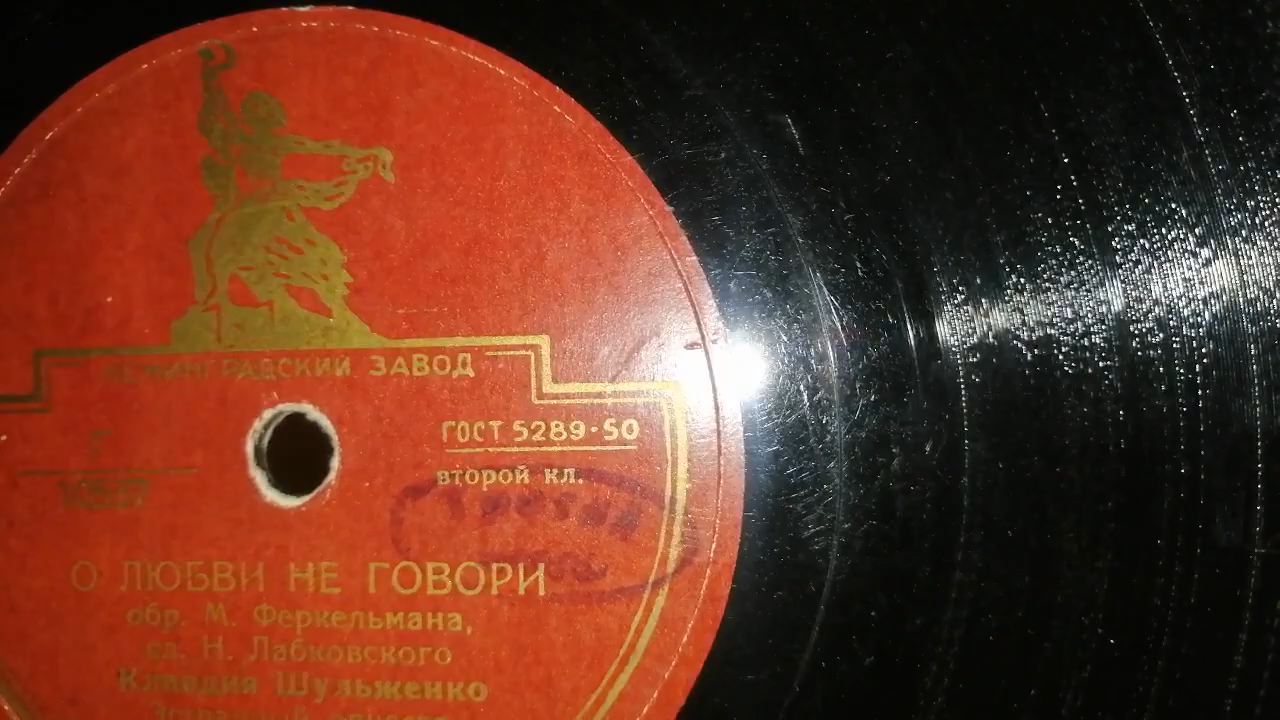 ЛЕНИНГРАДСКИЙ ЗАВОД
ГОСТ 5289·50
второй кл.
Г
О ЛЮБВИ НЕ ГОВОРИ
обр. М. Феркельмана,
сл. Н. Лабковского
Клавдия Шульженко